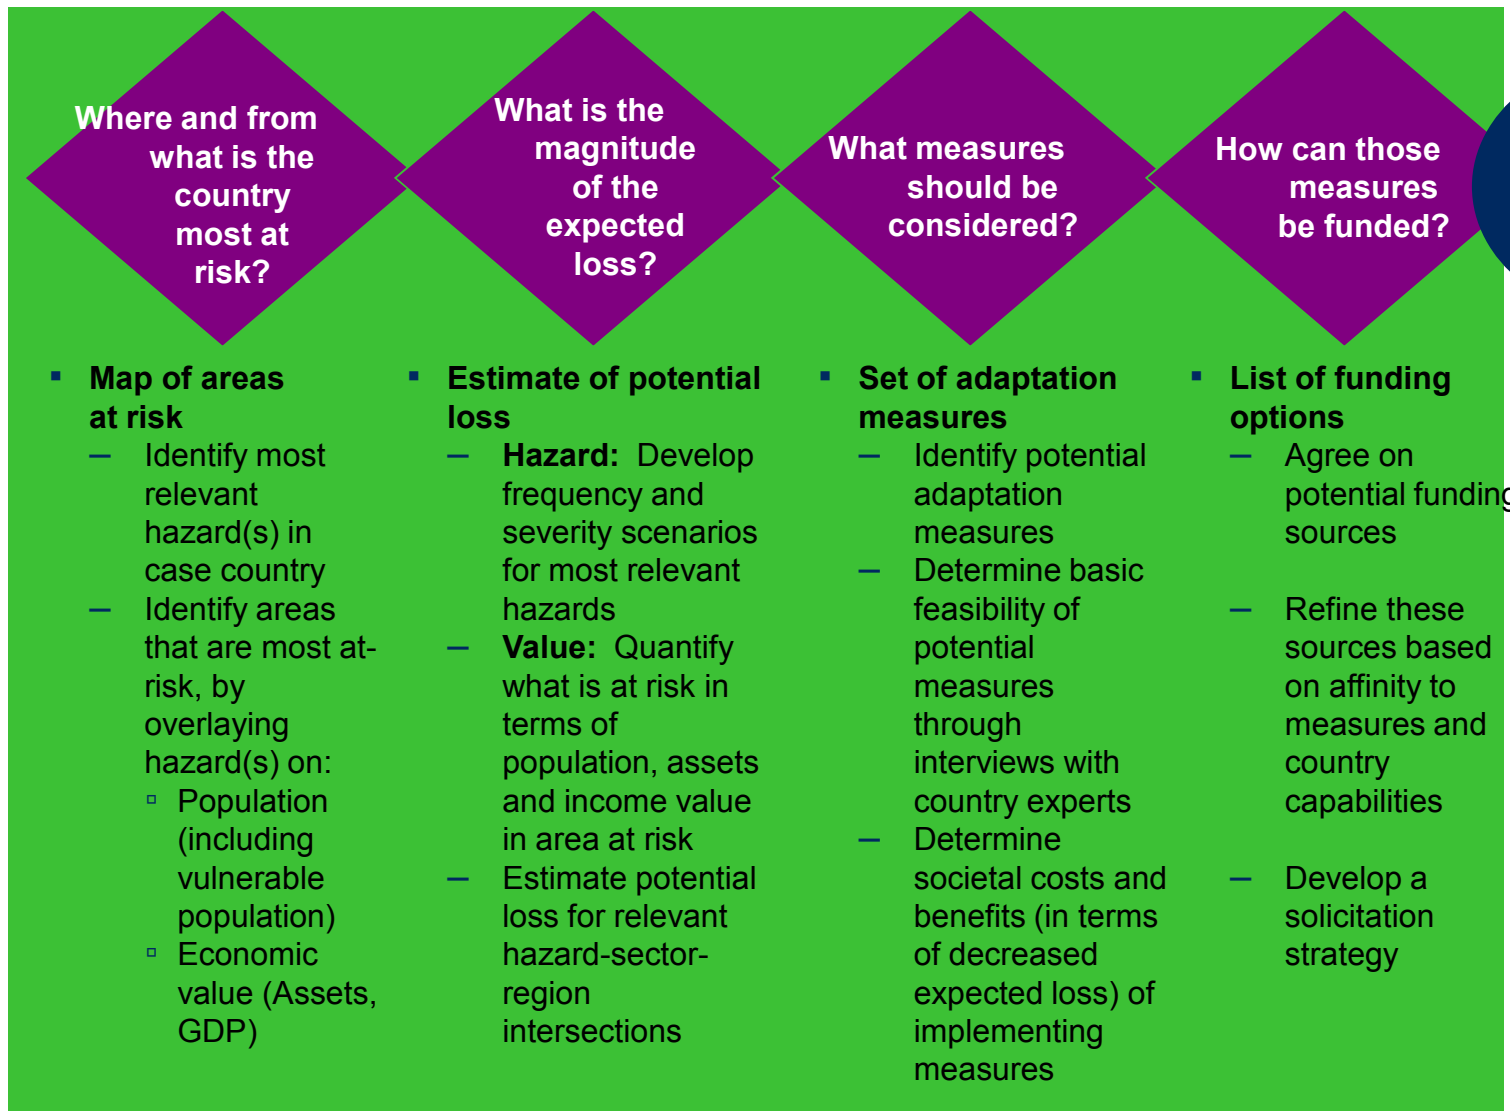 Where and from
what is the
country
most at
risk?
What is the
magnitude
of the
expected
loss?
What measures
should be
considered?
How can those
measures
be funded?
▪ Map of areas
at risk
– Identify most
relevant
hazard(s) in
case country
– Identify areas
that are most at-
risk, by
overlaying
hazard(s) on:
▫ Population
(including
vulnerable
population)
▫ Economic
value (Assets,
GDP)
▪ Estimate of potential
loss
– Hazard: Develop
frequency and
severity scenarios
for most relevant
hazards
– Value: Quantify
what is at risk in
terms of
population, assets
and income value
in area at risk
– Estimate potential
loss for relevant
hazard-sector-
region
intersections
▪ Set of adaptation
measures
– Identify potential
adaptation
measures
– Determine basic
feasibility of
potential
measures
through
interviews with
country experts
– Determine
societal costs and
benefits (in terms
of decreased
expected loss) of
implementing
measures
▪ List of funding
options
– Agree on
potential funding
sources
– Refine these
sources based
on affinity to
measures and
country
capabilities
– Develop a
solicitation
strategy